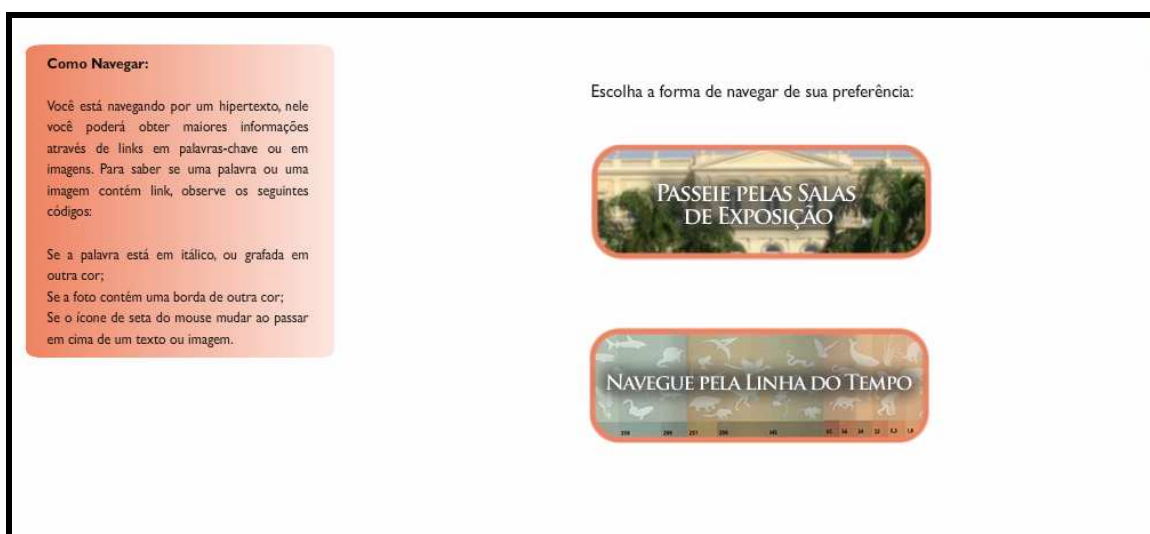 Como Navegar:
Você está navegando por um hipertexto, nele
você poderá obter maiores informações
através de links em palavras-chave ou em
imagens. Para saber se uma palavra ou uma
imagem contém link, observe os seguintes
códigos:
Se a palavra está em itálico, ou grafada em
outra cor;
Se a foto contém uma borda de outra cor;
Se o ícone de seta do mouse mudar ao passar
em cima de um texto ou imagem.
Escolha a forma de navegar de sua preferência:
PASSEIE PELAS SALAS
DE EXPOSIÇÃO
NAVEGUE PELA LINHA DO TEMPO